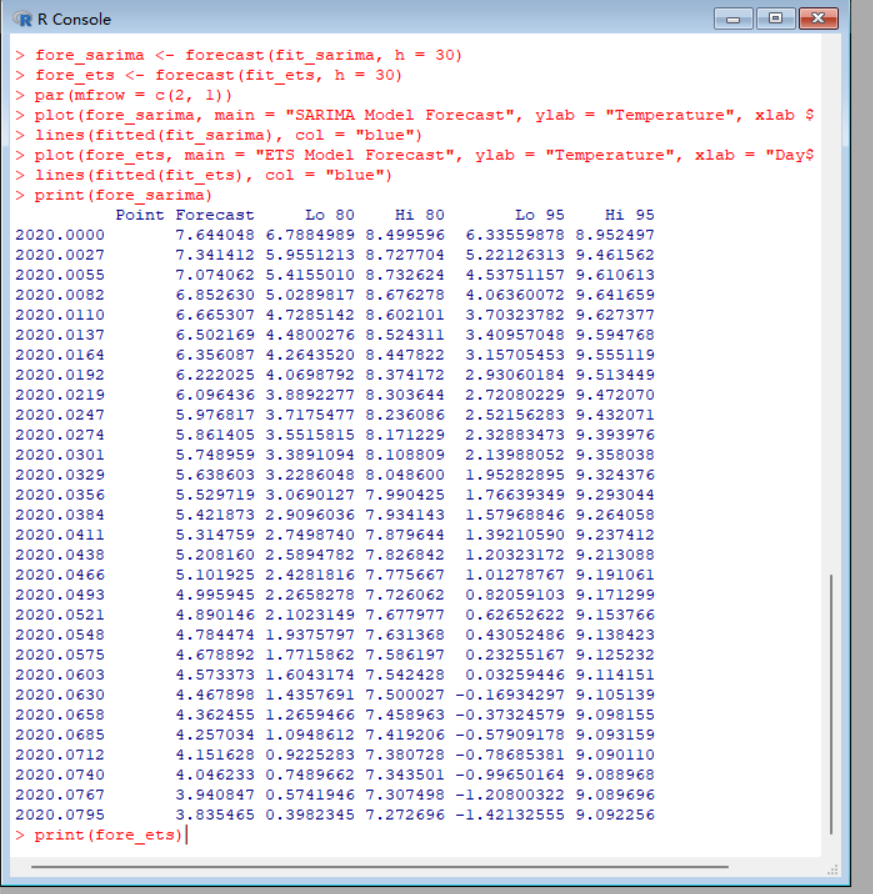 R Console
> fore_sarima <- forecast(fit_sarima, h = 30)
> fore_ets <- forecast(fit_ets, h = 30)
> par(mfrow = c(2, 1))
> plot(fore_sarima, main = "SARIMA Model Forecast", ylab = "Temperature", xlab $
> lines(fitted(fit_sarima), col = "blue")
> plot(fore_ets, main = "ETS Model Forecast", ylab = "Temperature", xlab = "Day$
> lines(fitted(fit_ets), col = "blue")
> print(fore_sarima)
Point Forecast Lo 80 Hi 80 Lo 95 Hi 95
2020.0000 7.644048 6.7884989 8.499596 6.33559878 8.952497
2020.0027 7.341412 5.9551213 8.727704 5.22126313 9.461562
2020.0055 7.074062 5.4155010 8.732624 4.53751157 9.610613
2020.0082 6.852630 5.0289817 8.676278 4.06360072 9.641659
2020.0110 6.665307 4.7285142 8.602101 3.70323782 9.627377
2020.0137 6.502169 4.4800276 8.524311 3.40957048 9.594768
2020.0164 6.356087 4.2643520 8.447822 3.15705453 9.555119
2020.0192 6.222025 4.0698792 8.374172 2.93060184 9.513449
2020.0219 6.096436 3.8892277 8.303644 2.72080229 9.472070
2020.0247 5.976817 3.7175477 8.236086 2.52156283 9.432071
2020.0274 5.861405 3.5515815 8.171229 2.32883473 9.393976
2020.0301 5.748959 3.3891094 8.108809 2.13988052 9.358038
2020.0329 5.638603 3.2286048 8.048600 1.95282895 9.324376
2020.0356 5.529719 3.0690127 7.990425 1.76639349 9.293044
2020.0384 5.421873 2.9096036 7.934143 1.57968846 9.264058
2020.0411 5.314759 2.7498740 7.879644 1.39210590 9.237412
2020.0438 5.208160 2.5894782 7.826842 1.20323172 9.213088
2020.0466 5.101925 2.4281816 7.775667 1.01278767 9.191061
2020.0493 4.995945 2.2658278 7.726062 0.82059103 9.171299
2020.0521 4.890146 2.1023149 7.677977 0.62652622 9.153766
2020.0548 4.784474 1.9375797 7.631368 0.43052486 9.138423
2020.0575 4.678892 1.7715862 7.586197 0.23255167 9.125232
2020.0603 4.573373 1.6043174 7.542428 0.03259446 9.114151
2020.0630 4.467898 1.4357691 7.500027 -0.16934297 9.105139
2020.0658 4.362455 1.2659466 7.458963 -0.37324579 9.098155
2020.0685 4.257034 1.0948612 7.419206 -0.57909178 9.093159
2020.0712 4.151628 0.9225283 7.380728 -0.78685381 9.090110
2020.0740 4.046233 0.7489662 7.343501 -0.99650164 9.088968
2020.0767 3.940847 0.5741946 7.307498 -1.20800322 9.089696
2020.0795 3.835465 0.3982345 7.272696 -1.42132555 9.092256
> print(fore_ets)